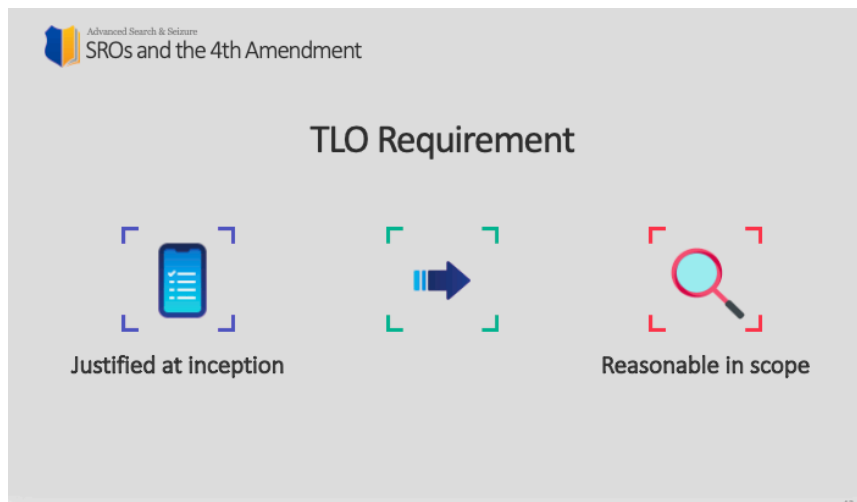 Advanced Search & Seizure
SROs and the 4th Amendment
TLO Requirement
Justified at inception
Reasonable in scope